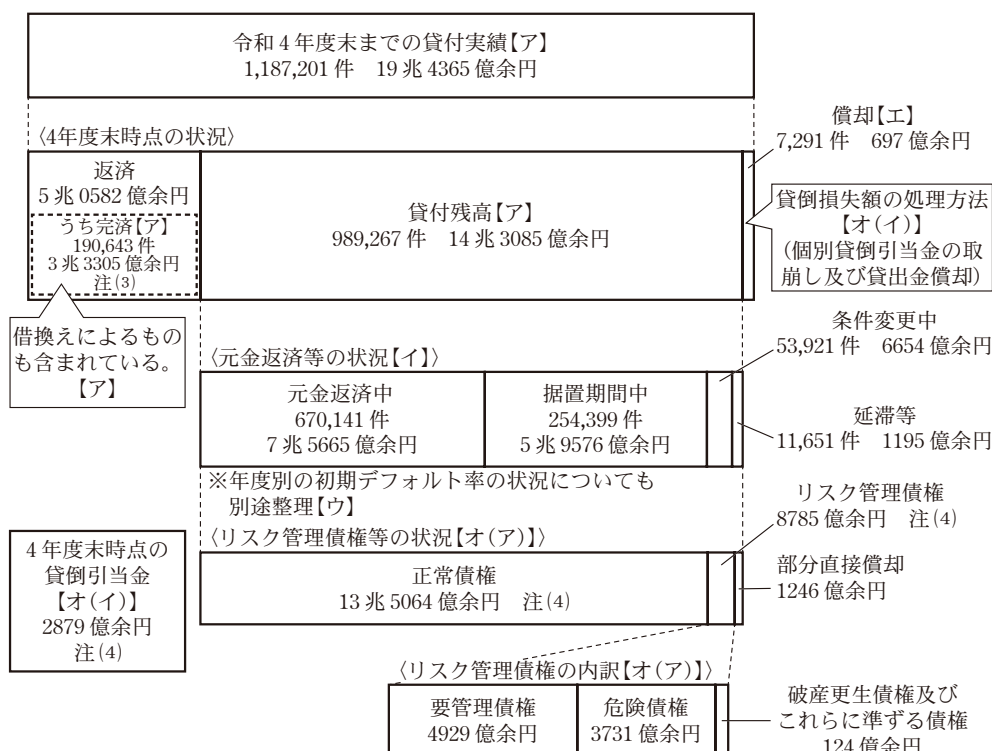 令和4年度末までの貸付実績【ア】
1,187,201件 19兆4365億余円
〈4年度末時点の状況〉
償却【エ】
7,291件 697億余円
返済
5兆0582億余円
うち完済【ア】
190,643件
3兆3305億余円
注(3)
貸付残高【ア】
989,267件 14兆3085億余円
貸倒損失額の処理方法
【オ(イ)】
(個別貸倒引当金の取
崩し及び貸出金償却)
借換えによるもの
も含まれている。
【ア】
〈元金返済等の状況【イ】〉
条件変更中
53,921件 6654億余円
元金返済中
670,141件
7兆5665億余円
据置期間中
254,399件
5兆9576億余円
延滞等
11,651件 1195億余円
※年度別の初期デフォルト率の状況についても
別途整理【ウ】
リスク管理債権
8785億余円 注(4)
〈リスク管理債権等の状況【オ(ア)】〉
4年度末時点の
貸倒引当金
【オ(イ)】
2879億余円
注(4)
正常債権
13兆5064億余円 注(4)
部分直接償却
1246億余円
〈リスク管理債権の内訳【オ(ア)】〉
要管理債権
4929億余円
危険債権
3731億余円
破産更生債権及び
これらに準ずる債権
124億余円